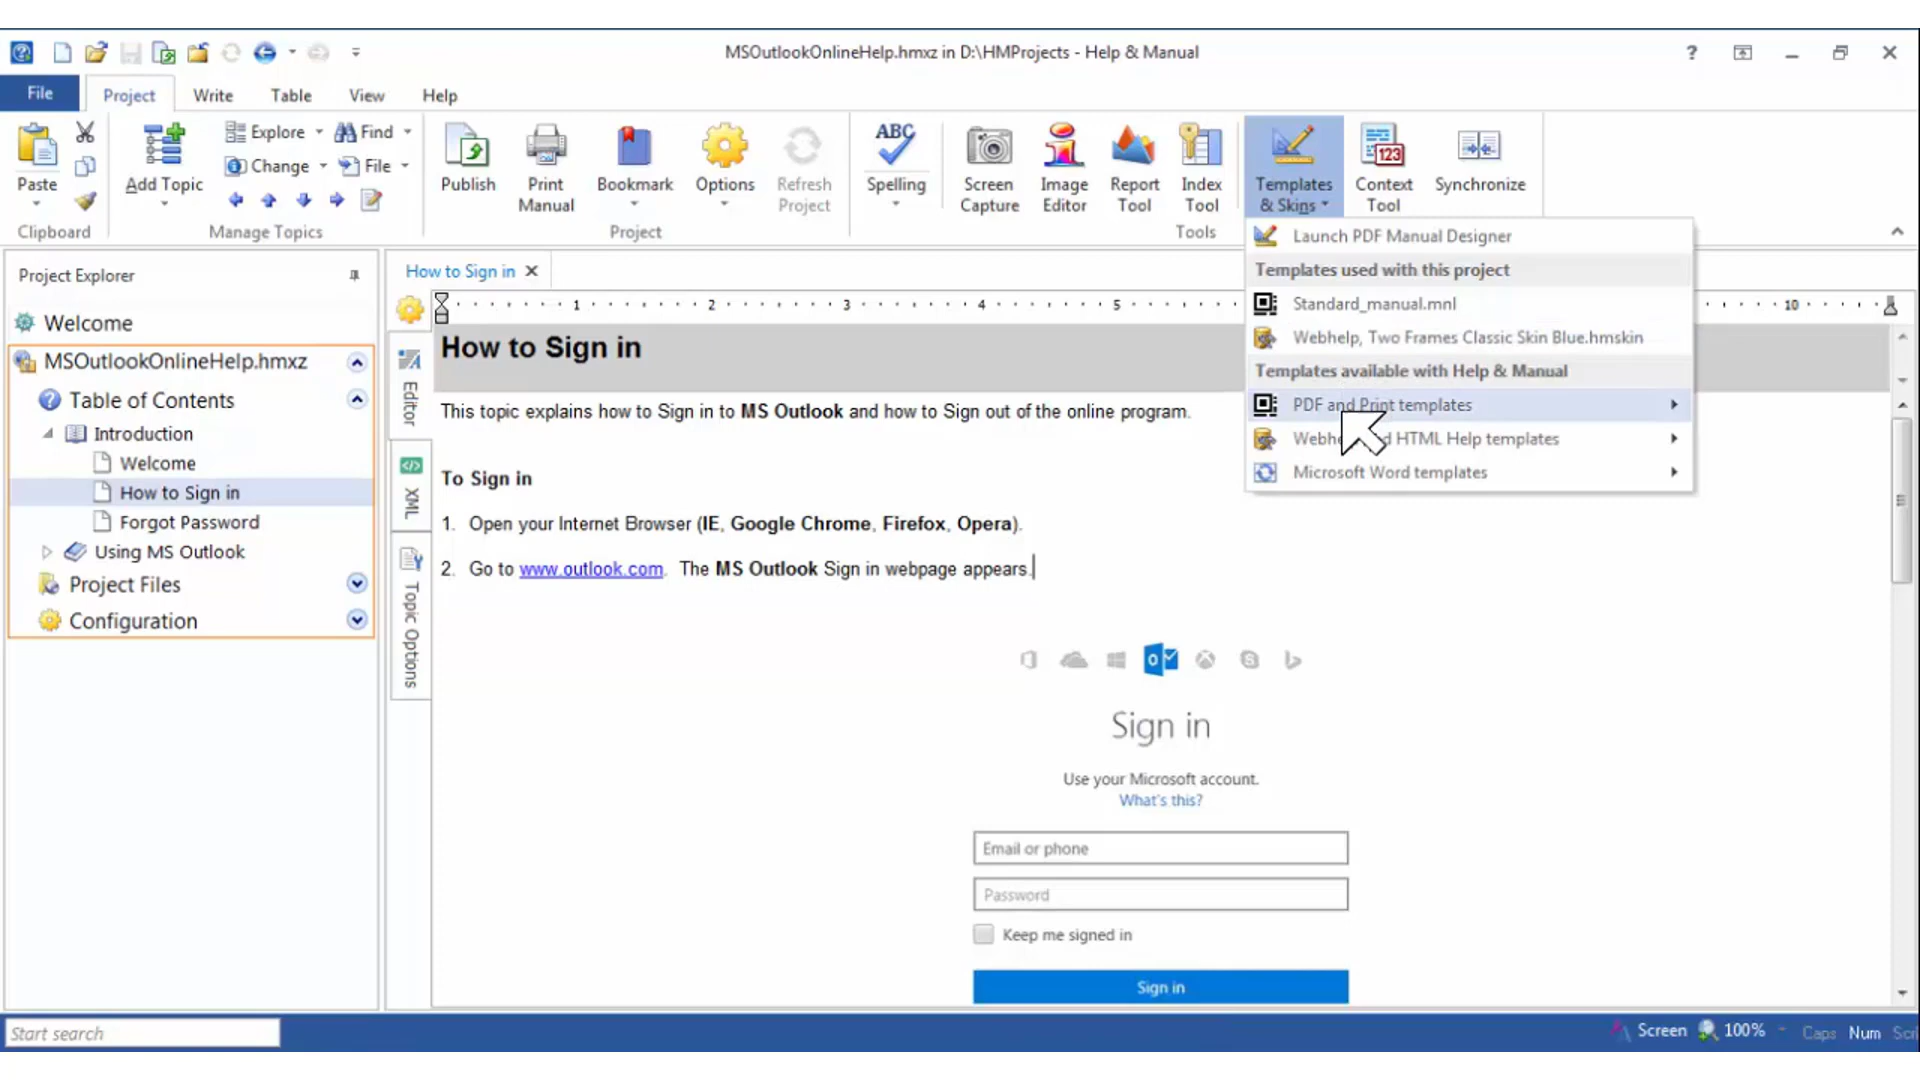 MSOutlookOnlineHelp.hmxz in D:\HMProjects - Help & Manual
File Project Write Table View Help
Paste
Clipboard
Add Topic
Explore Find
Change File
Manage Topics
Publish
Print Manual
Bookmark
Options
Refresh Project
Project
ABC
Spelling
Screen Capture
Image Editor
Report Tool
Index Tool
Tools
Templates & Skins
123
Context Tool
Synchronize
Launch PDF Manual Designer
Templates used with this project
Standard_manual.mnl
Webhelp, Two Frames Classic Skin Blue.hmskin
Templates available with Help & Manual
PDF and Print templates
HTML Help templates
Microsoft Word templates
Project Explorer
Welcome
MSOutlookOnlineHelp.hmxz
Table of Contents
Introduction
Welcome
How to Sign in
Forgot Password
Using MS Outlook
Project Files
Configuration
How to Sign in
1 2 3 4 5 10
Editor
XML
Topic Options
How to Sign in
This topic explains how to Sign in to MS Outlook and how to Sign out of the online program.
To Sign in
1. Open your Internet Browser (IE, Google Chrome, Firefox, Opera).
2. Go to www.outlook.com. The MS Outlook Sign in webpage appears.
Sign in
Use your Microsoft account.
What's this?
Email or phone
Password
Keep me signed in
Sign in
Start search
Screen 100% Caps Num